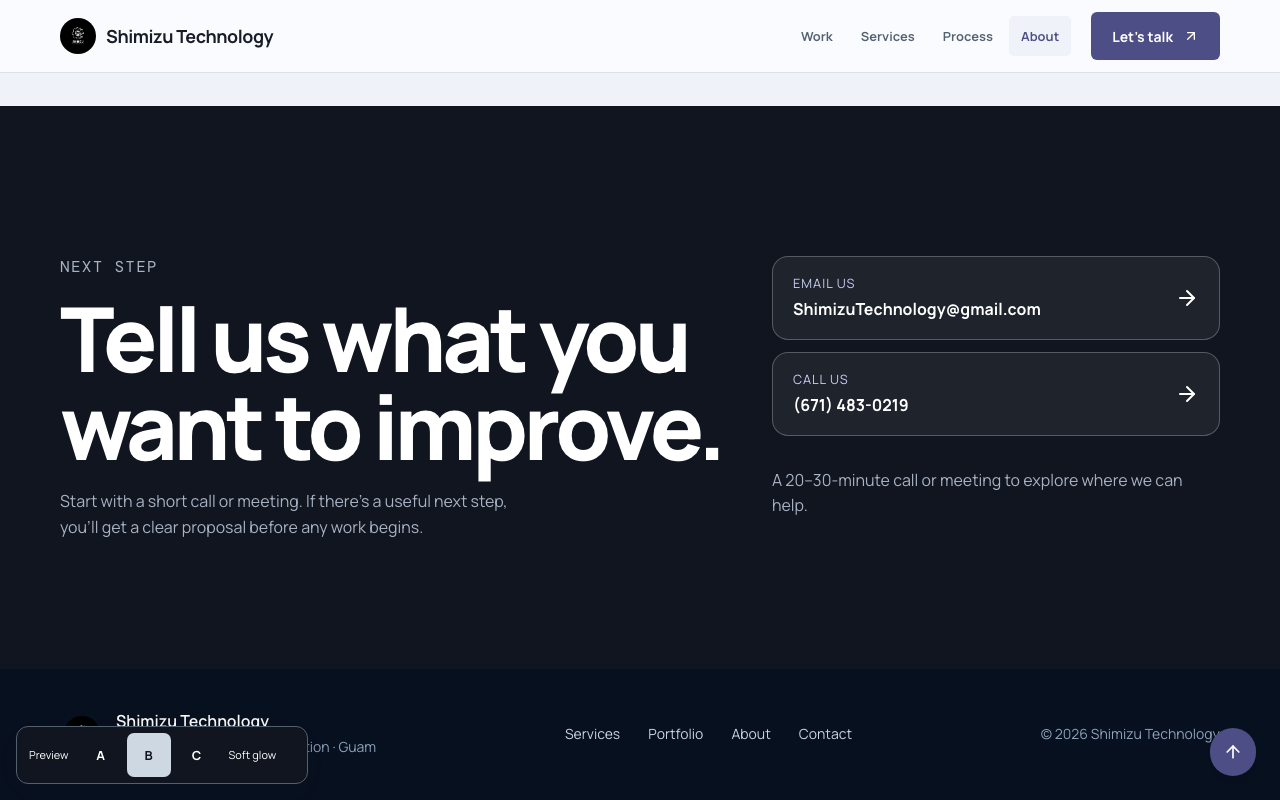 Shimizu Technology
Work
Services
Process
About
Let's talk
NEXT STEP
Tell us what you
want to improve.
Start with a short call or meeting. If there's a useful next step,
you'll get a clear proposal before any work begins.
EMAIL US
ShimizuTechnology@gmail.com
CALL US
(671) 483-0219
A 20–30-minute call or meeting to explore where we can
help.
Shimizu Technology
· Guam
Services
Portfolio
About
Contact
© 2026 Shimizu Technology
Preview
A
B
C
Soft glow